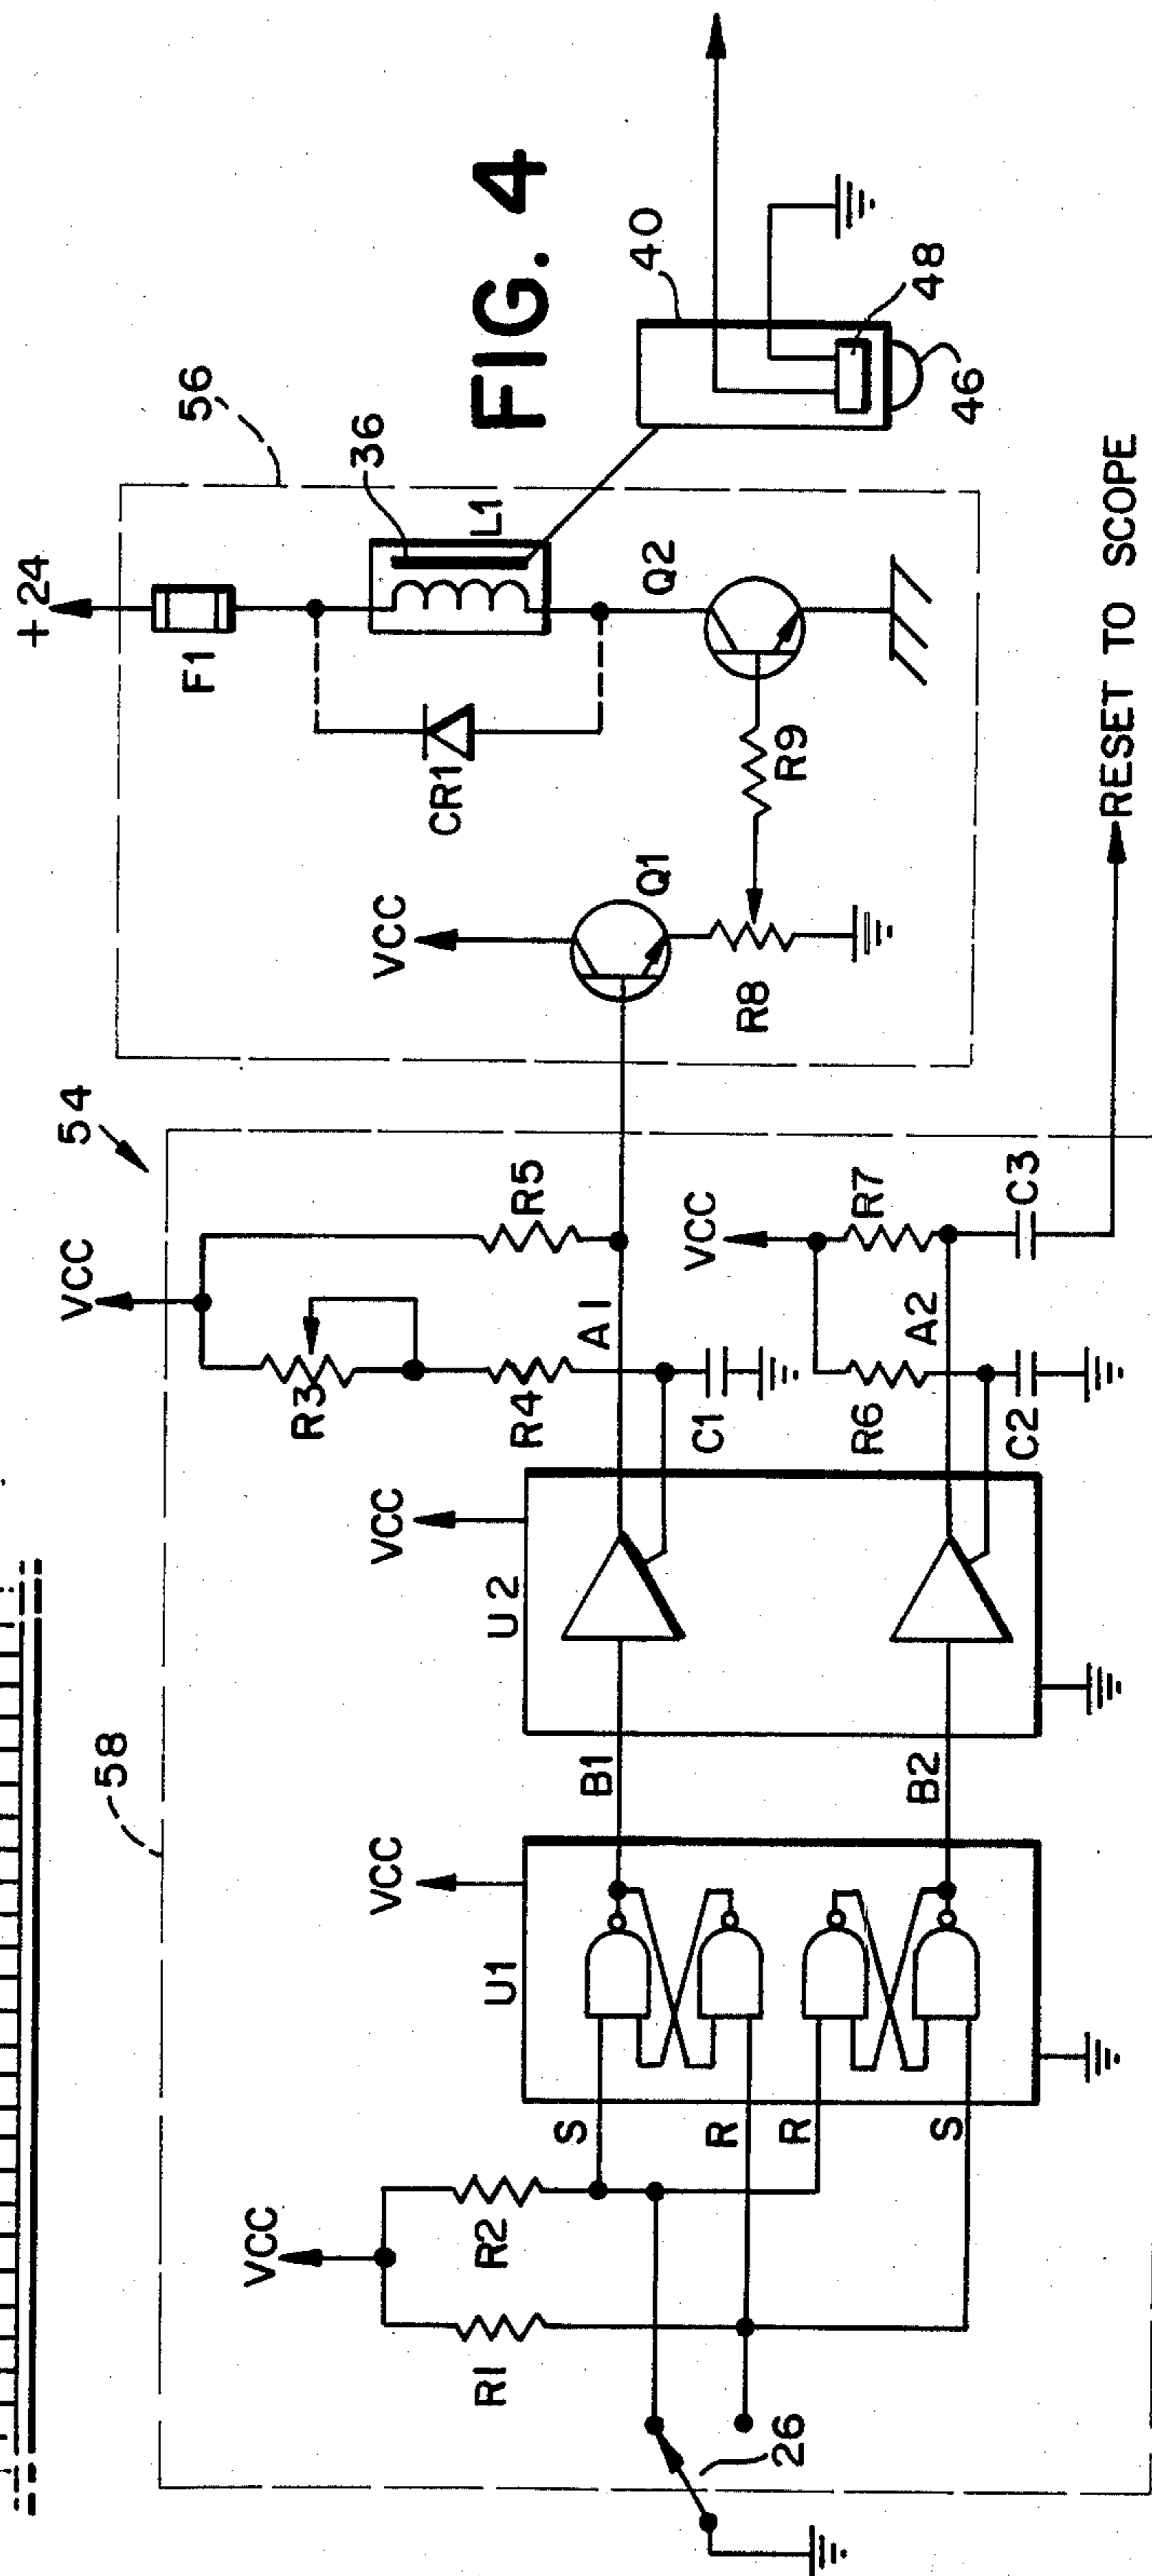 FIG. 4
54
56
58
+24
F1
36
L1
CR1
Q2
R9
40
48
46
VCC
Q1
R8
VCC
R3
R4
R5
A1
C1
VCC
R6
R7
A2
C2
C3
RESET TO SCOPE
VCC
U2
B1
B2
VCC
U1
S
R
R
S
VCC
R1
R2
26